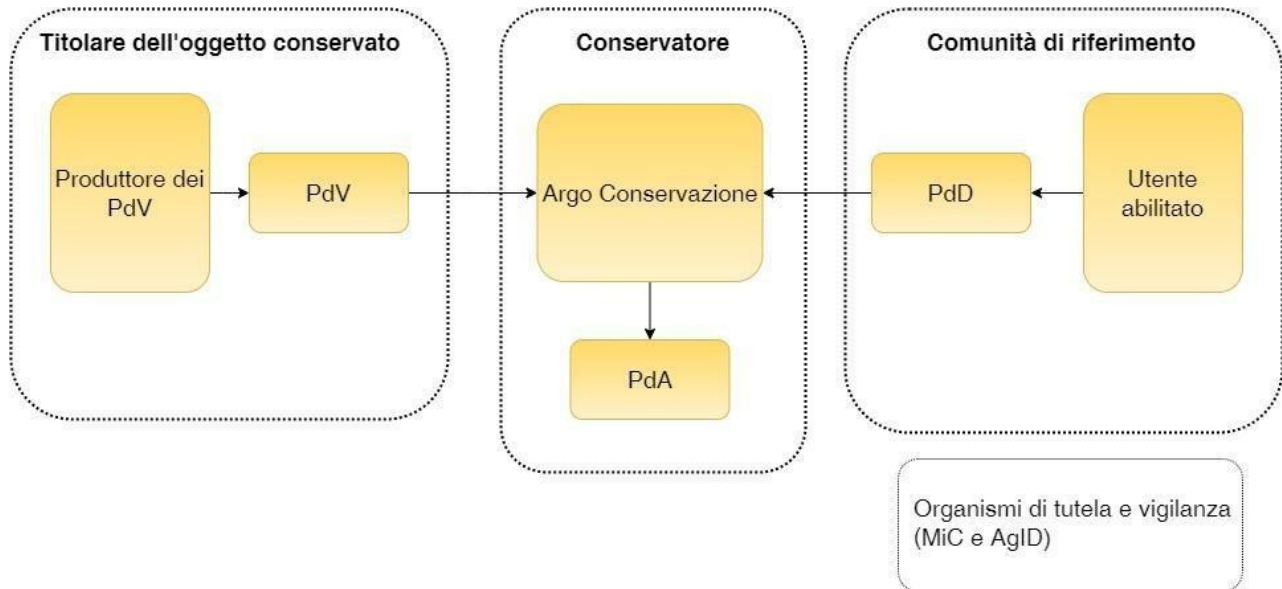 Titolare dell'oggetto conservato
Produttore dei
PdV
PdV
Conservatore
Argo Conservazione
PdA
Comunità di riferimento
PdD
Utente
abilitato
Organismi di tutela e vigilanza
(MiC e AgID)